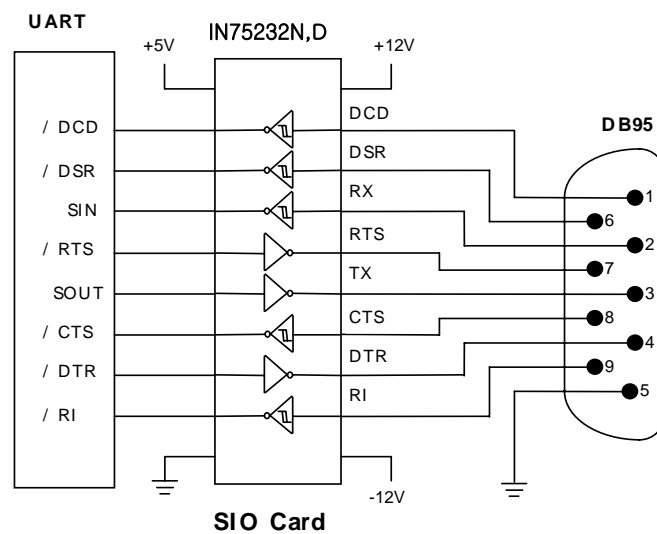 UART
IN75232N,D
+5V
+12V
DB95
/ DCD
DCD
/ DSR
DSR
SIN
RX
/ RTS
RTS
SOUT
TX
/ CTS
CTS
/ DTR
DTR
/ RI
RI
1
6
2
7
3
8
4
9
5
-12V
SIO Card